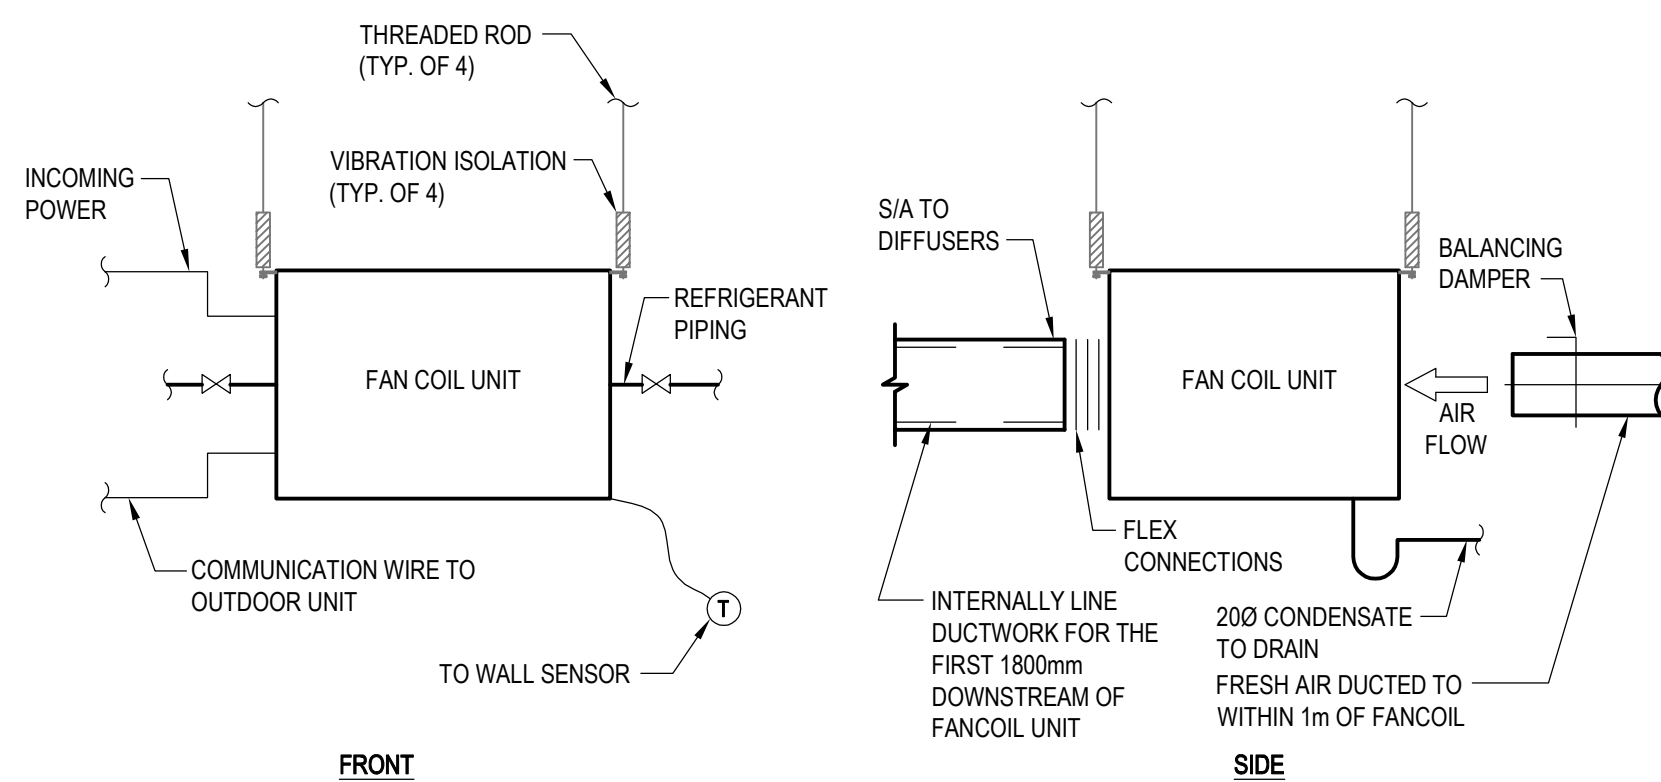 THREADED ROD
(TYP. OF 4)
VIBRATION ISOLATION
(TYP. OF 4)
INCOMING
POWER
REFRIGERANT
PIPING
FAN COIL UNIT
COMMUNICATION WIRE TO
OUTDOOR UNIT
T
TO WALL SENSOR
FRONT
S/A TO
DIFFUSERS
BALANCING
DAMPER
FAN COIL UNIT
AIR
FLOW
FLEX
CONNECTIONS
INTERNALLY LINE
DUCTWORK FOR THE
FIRST 1800mm
DOWNSTREAM OF
FANCOIL UNIT
20Ø CONDENSATE
TO DRAIN
FRESH AIR DUCTED TO
WITHIN 1m OF FANCOIL
SIDE